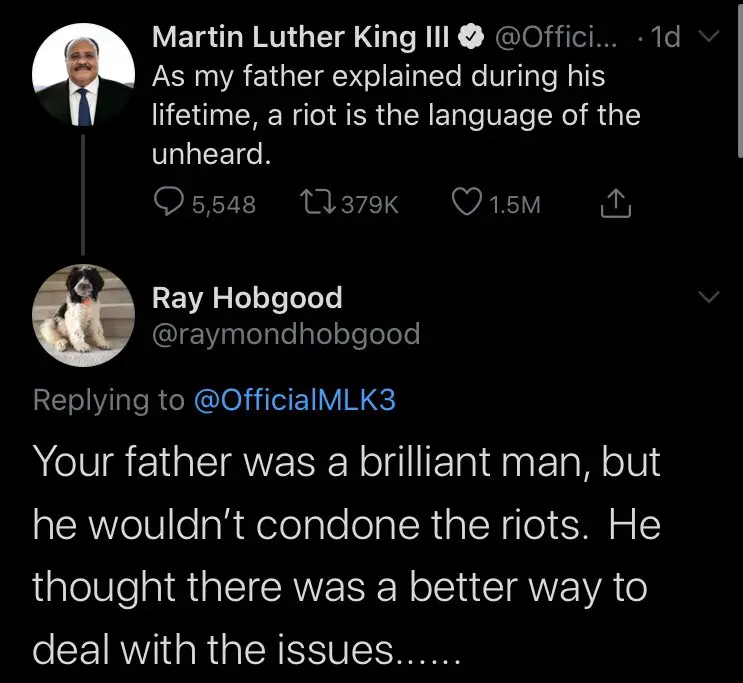 Martin Luther King III @Offici... · 1d
As my father explained during his
lifetime, a riot is the language of the
unheard.
5,548 379K 1.5M
Ray Hobgood
@raymondhobgood
Replying to @OfficialMLK3
Your father was a brilliant man, but
he wouldn’t condone the riots. He
thought there was a better way to
deal with the issues......